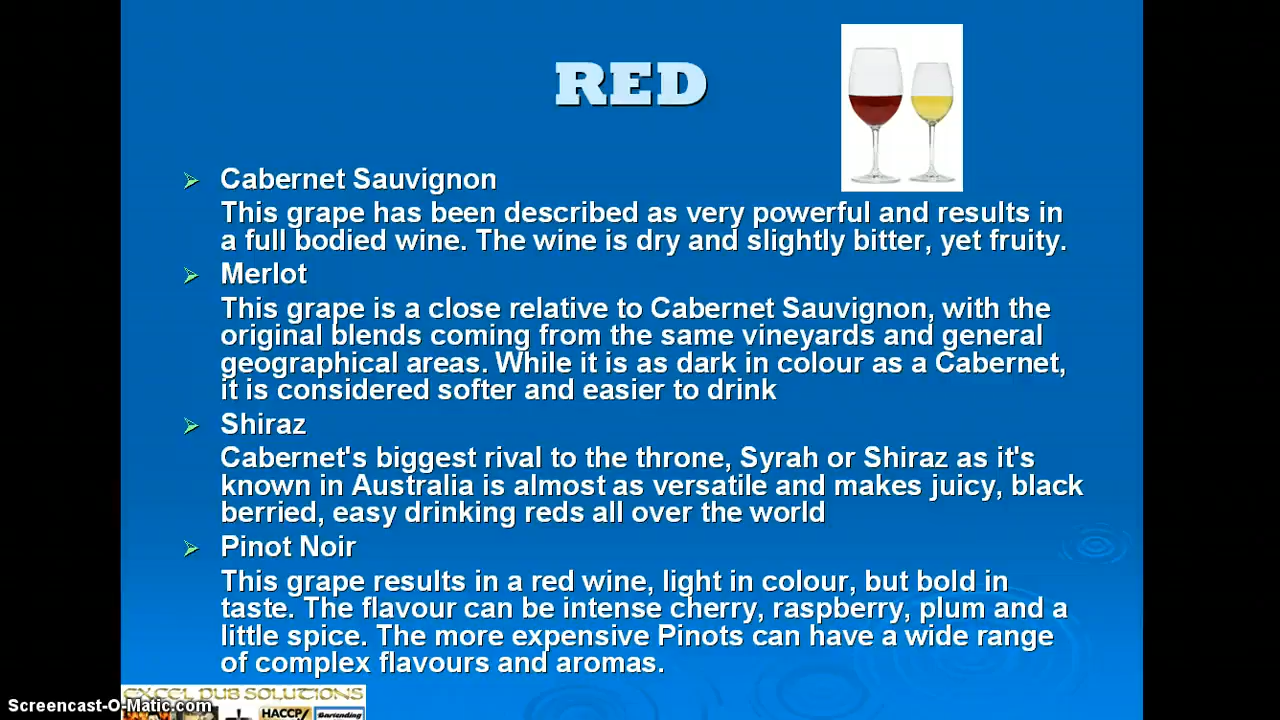 RED
Cabernet Sauvignon
This grape has been described as very powerful and results in
a full bodied wine. The wine is dry and slightly bitter, yet fruity.
Merlot
This grape is a close relative to Cabernet Sauvignon, with the
original blends coming from the same vineyards and general
geographical areas. While it is as dark in colour as a Cabernet,
it is considered softer and easier to drink
Shiraz
Cabernet's biggest rival to the throne, Syrah or Shiraz as it's
known in Australia is almost as versatile and makes juicy, black
berried, easy drinking reds all over the world
Pinot Noir
This grape results in a red wine, light in colour, but bold in
taste. The flavour can be intense cherry, raspberry, plum and a
little spice. The more expensive Pinots can have a wide range
of complex flavours and aromas.
EXCEL PUB SOLUTIONS
Screencast-O-Matic.com
HACCP/ Bartending